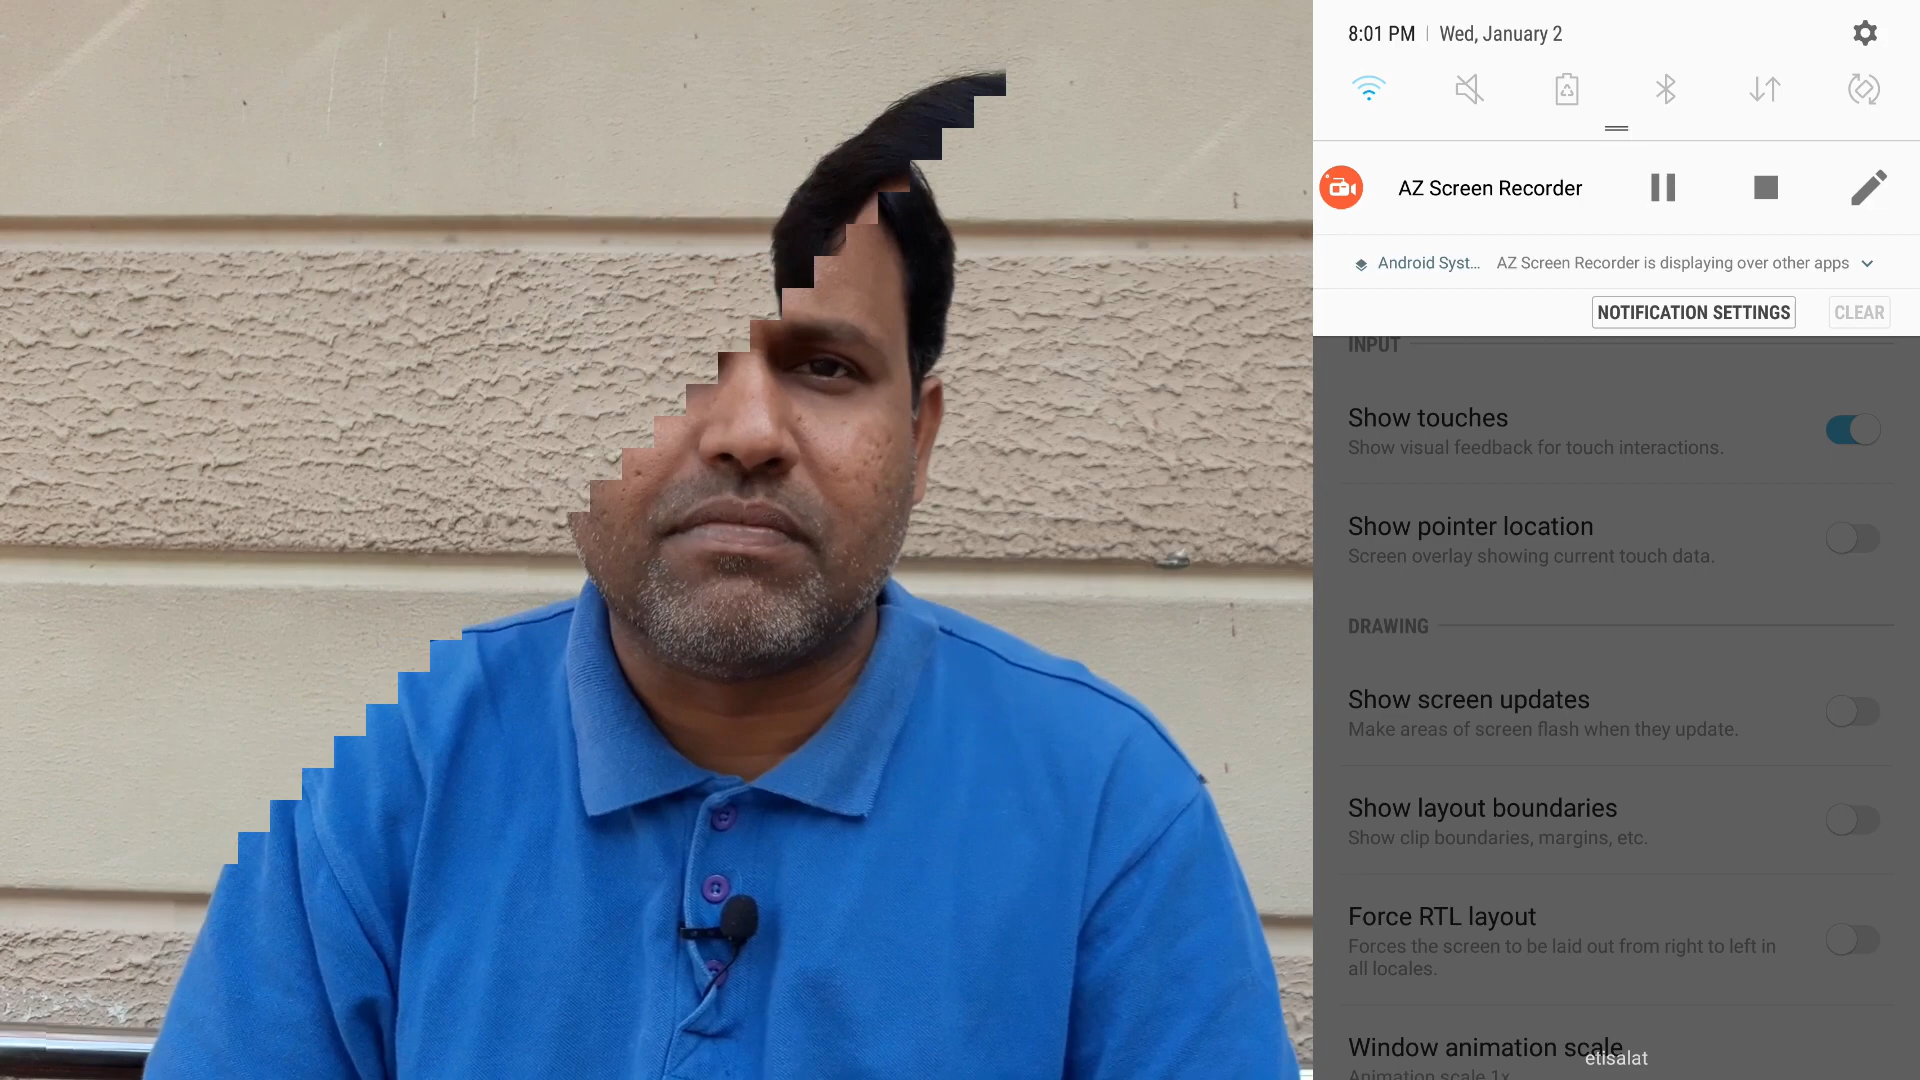 8:01 PM | Wed, January 2
AZ Screen Recorder
Android Syst... AZ Screen Recorder is displaying over other apps
NOTIFICATION SETTINGS CLEAR
INPUT
Show touches
Show visual feedback for touch interactions.
Show pointer location
Screen overlay showing current touch data.
DRAWING
Show screen updates
Make areas of screen flash when they update.
Show layout boundaries
Show clip boundaries, margins, etc.
Force RTL layout
Forces the screen to be laid out from right to left in
all locales.
Window animation scale
etisalat
Animation scale 1x